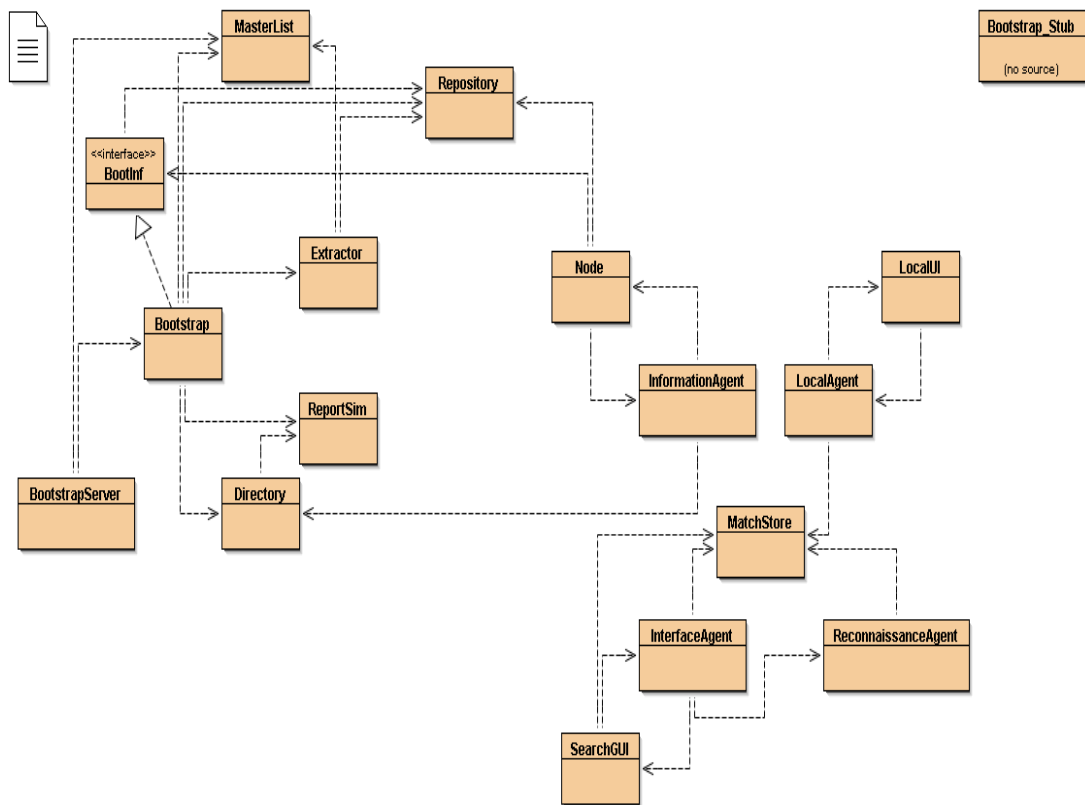 MasterList
Bootstrap_Stub
(no source)
Repository
<<interface>>
BootInf
Extractor
Node
LocalUI
Bootstrap
InformationAgent
LocalAgent
ReportSim
BootstrapServer
Directory
MatchStore
InterfaceAgent
ReconnaissanceAgent
SearchGUI